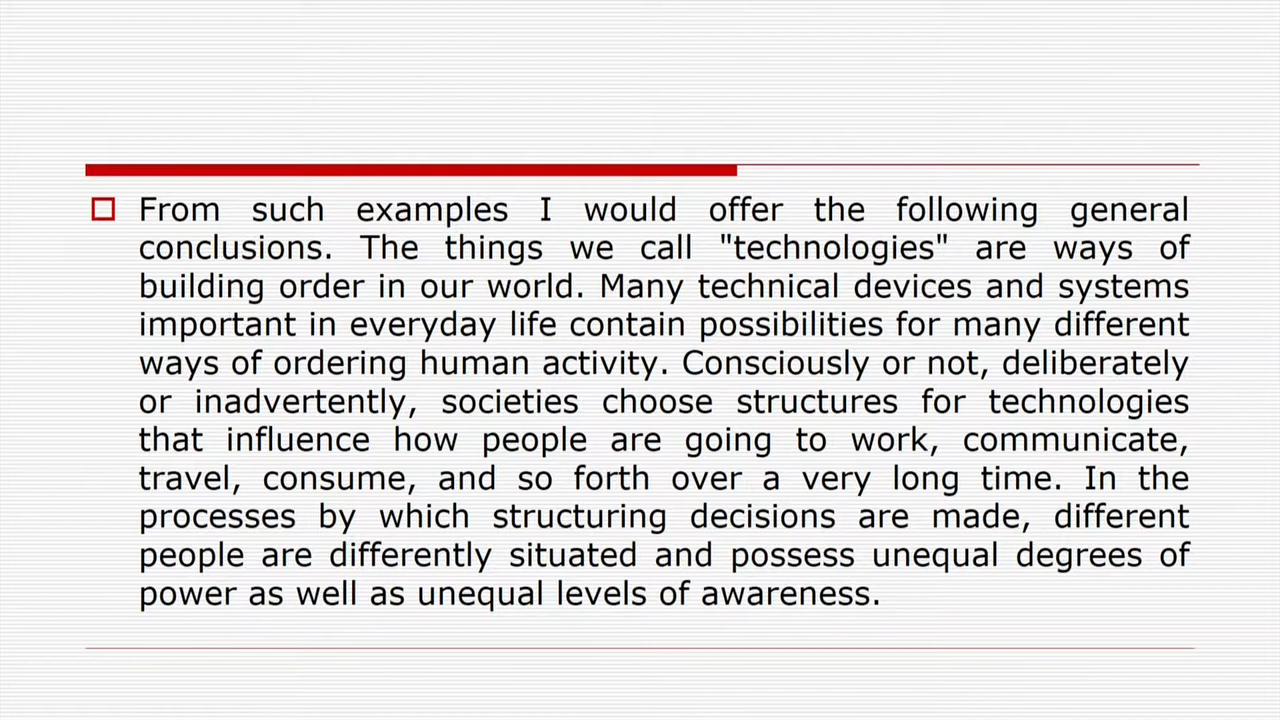 From such examples I would offer the following general
conclusions. The things we call "technologies" are ways of
building order in our world. Many technical devices and systems
important in everyday life contain possibilities for many different
ways of ordering human activity. Consciously or not, deliberately
or inadvertently, societies choose structures for technologies
that influence how people are going to work, communicate,
travel, consume, and so forth over a very long time. In the
processes by which structuring decisions are made, different
people are differently situated and possess unequal degrees of
power as well as unequal levels of awareness.